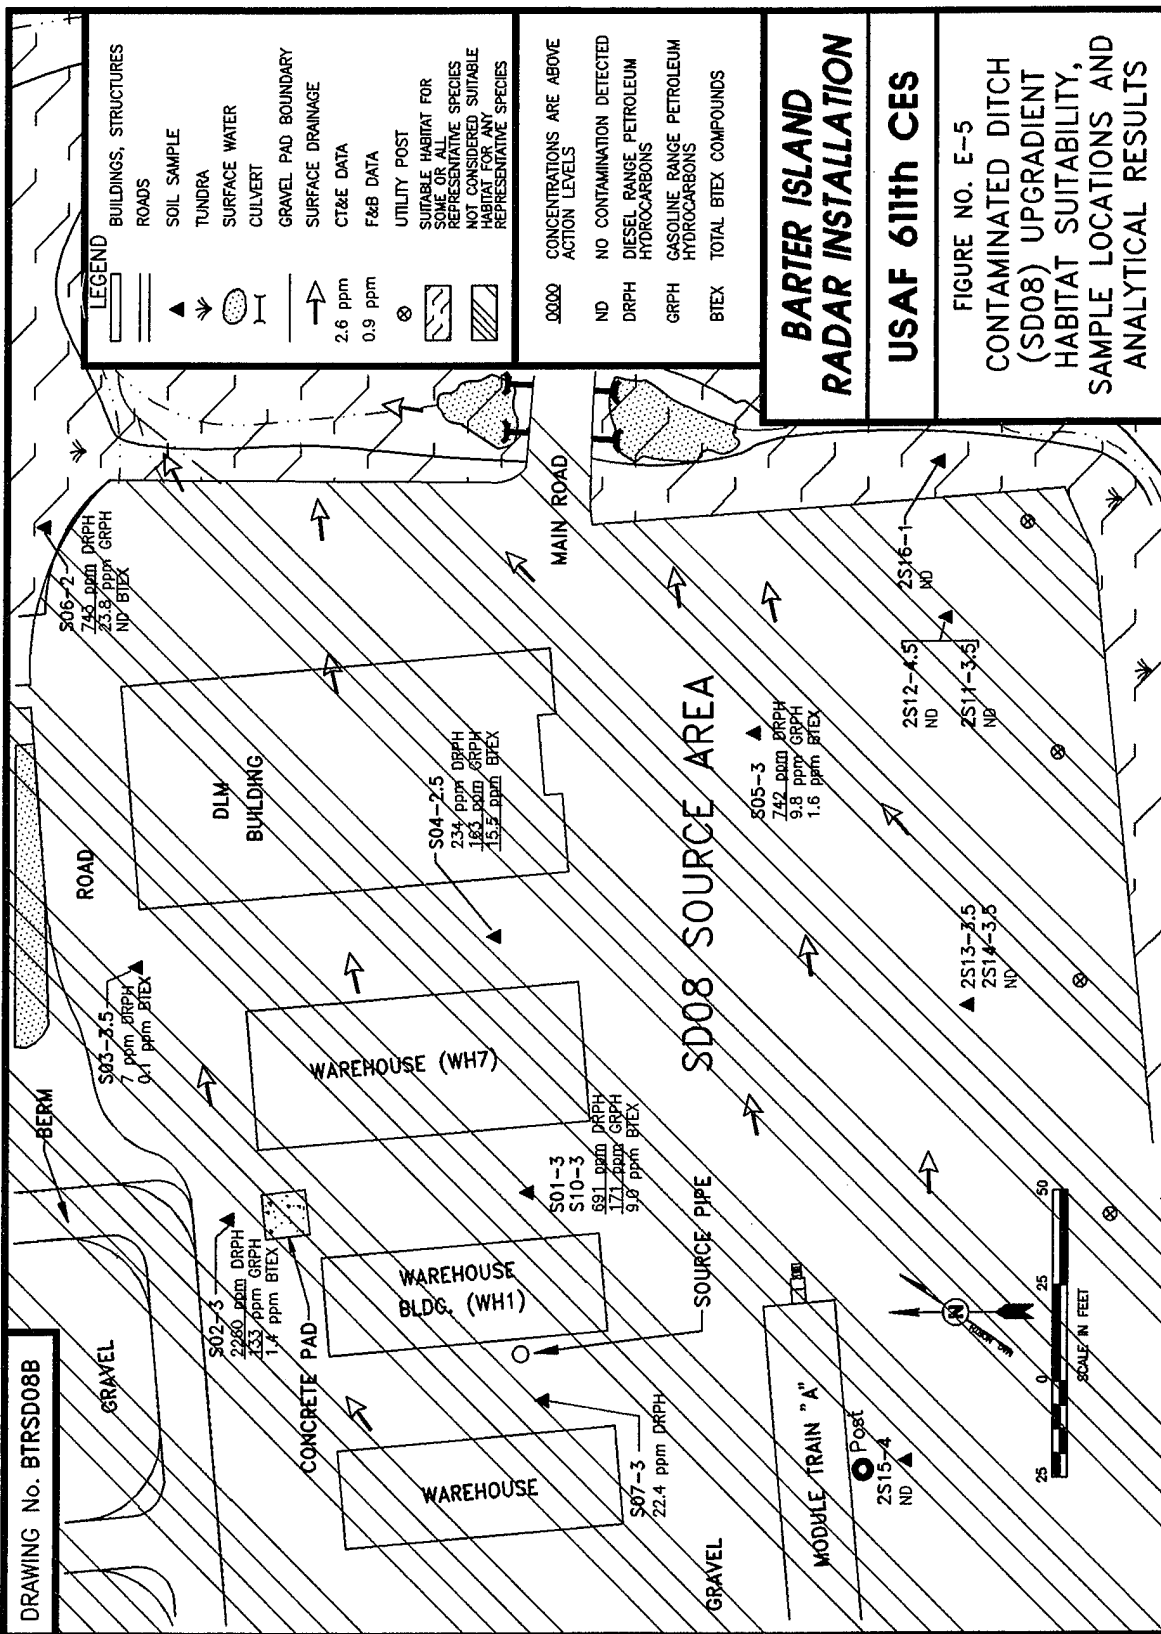 DRAWING No. BTRSD08B
LEGEND
BUILDINGS, STRUCTURES
ROADS
SOIL SAMPLE
TUNDRA
SURFACE WATER
CULVERT
GRAVEL PAD BOUNDARY
SURFACE DRAINAGE
2.6 ppm CT&E DATA
0.9 ppm F&B DATA
UTILITY POST
SUITABLE HABITAT FOR
SOME OR ALL
REPRESENTATIVE SPECIES
NOT CONSIDERED SUITABLE
HABITAT FOR ANY
REPRESENTATIVE SPECIES
0000 CONCENTRATIONS ARE ABOVE
ACTION LEVELS
ND NO CONTAMINATION DETECTED
DRPH DIESEL RANGE PETROLEUM
HYDROCARBONS
GRPH GASOLINE RANGE PETROLEUM
HYDROCARBONS
BTEX TOTAL BTEX COMPOUNDS
BARTER ISLAND
RADAR INSTALLATION
USAF 611th CES
FIGURE NO. E-5
CONTAMINATED DITCH
(SD08) UPGRADIENT
HABITAT SUITABILITY,
SAMPLE LOCATIONS AND
ANALYTICAL RESULTS
GRAVEL
BERM
ROAD
S06-2
743 ppm DRPH
23.8 ppm GRPH
ND BTEX
S03-3.5
7 ppm DRPH
0.1 ppm BTEX
S02-3
2280 ppm DRPH
133 ppm GRPH
1.4 ppm BTEX
CONCRETE PAD
DLM
BUILDING
WAREHOUSE (WH7)
WAREHOUSE
BLDG. (WH1)
WAREHOUSE
S04-2.5
234 ppm DRPH
163 ppm GRPH
15.5 ppm BTEX
MAIN ROAD
S01-3
S10-3
691 ppm DRPH
171 ppm GRPH
9.0 ppm BTEX
S07-3
22.4 ppm DRPH
SOURCE PIPE
SD08 SOURCE AREA
GRAVEL
S05-3
742 ppm DRPH
9.8 ppm GRPH
1.6 ppm BTEX
MODULE TRAIN "A"
Post
2S15-4
ND
2S16-1
ND
2S12-4.5
ND
2S11-3.5
ND
2S13-3.5
2S14-3.5
ND
N
25 0 25 50
SCALE IN FEET